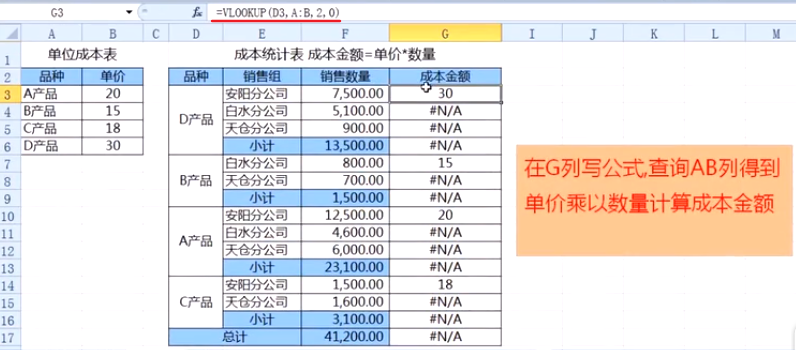 G3 fx =VLOOKUP(D3,A:B,2,0)
A B C D E F G H I J K L M
1 单位成本表 成本统计表 成本金额=单价*数量
2 品种 单价 品种 销售组 销售数量 成本金额
3 A产品 20 D产品 安阳分公司 7,500.00 30
4 B产品 15 白水分公司 5,100.00 #N/A
5 C产品 18 天仓分公司 900.00 #N/A
6 D产品 30 小计 13,500.00 #N/A
7 B产品 白水分公司 800.00 15
8 天仓分公司 700.00 #N/A
9 小计 1,500.00 #N/A
10 A产品 安阳分公司 12,500.00 20
11 白水分公司 4,600.00 #N/A
12 天仓分公司 6,000.00 #N/A
13 小计 23,100.00 #N/A
14 C产品 安阳分公司 1,500.00 18
15 天仓分公司 1,600.00 #N/A
16 小计 3,100.00 #N/A
17 总计 41,200.00 #N/A
在G列写公式,查询AB列得到
单价乘以数量计算成本金额